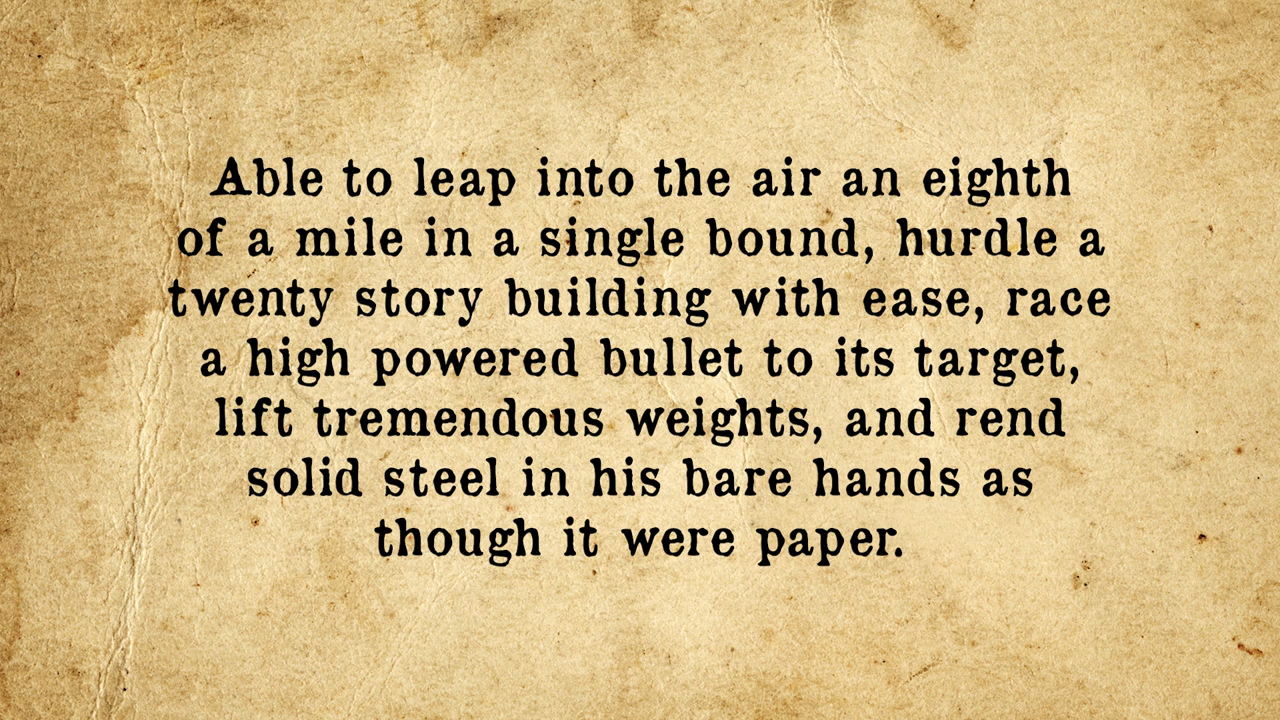 Able to leap into the air an eighth
of a mile in a single bound, hurdle a
twenty story building with ease, race
a high powered bullet to its target,
lift tremendous weights, and rend
solid steel in his bare hands as
though it were paper.